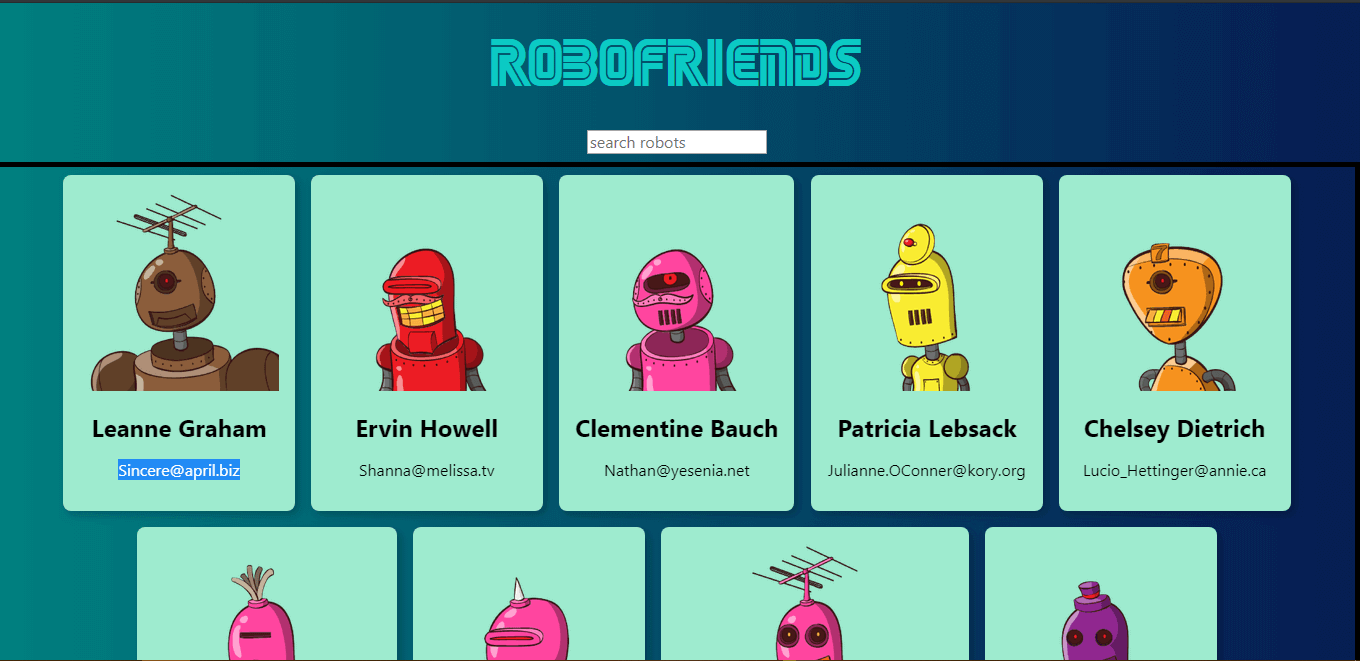 ROBOFRIENDS
search robots
7
Leanne Graham
Ervin Howell
Clementine Bauch
Patricia Lebsack
Chelsey Dietrich
Sincere@april.biz
Shanna@melissa.tv
Nathan@yesenia.net
Julianne.OConner@kory.org
Lucio_Hettinger@annie.ca